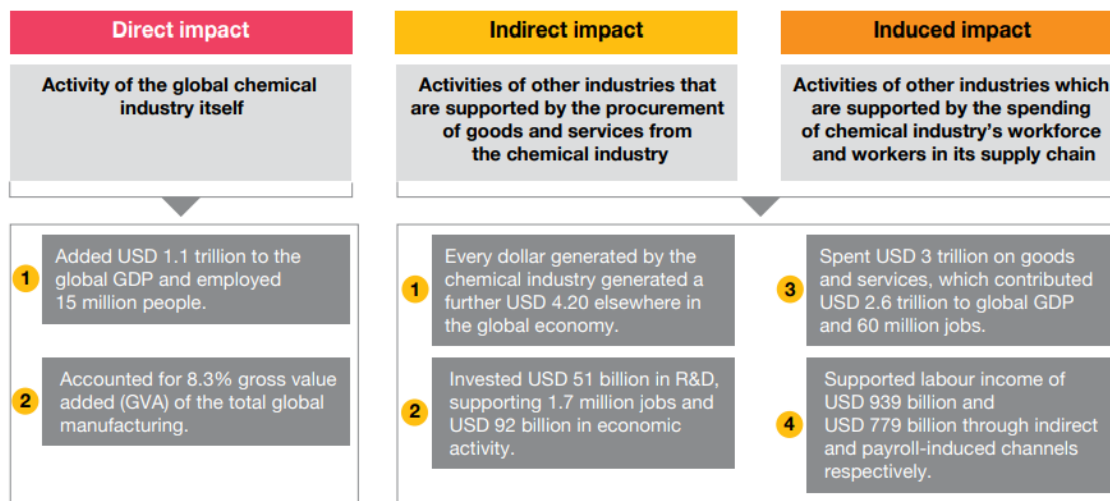 Direct impact
Activity of the global chemical
industry itself
Indirect impact
Activities of other industries that
are supported by the procurement
of goods and services from
the chemical industry
Induced impact
Activities of other industries which
are supported by the spending
of chemical industry's workforce
and workers in its supply chain
1
Added USD 1.1 trillion to the
global GDP and employed
15 million people.
2
Accounted for 8.3% gross value
added (GVA) of the total global
manufacturing.
1
Every dollar generated by the
chemical industry generated a
further USD 4.20 elsewhere in
the global economy.
2
Invested USD 51 billion in R&D,
supporting 1.7 million jobs and
USD 92 billion in economic
activity.
3
Spent USD 3 trillion on goods
and services, which contributed
USD 2.6 trillion to global GDP
and 60 million jobs.
4
Supported labour income of
USD 939 billion and
USD 779 billion through indirect
and payroll-induced channels
respectively.